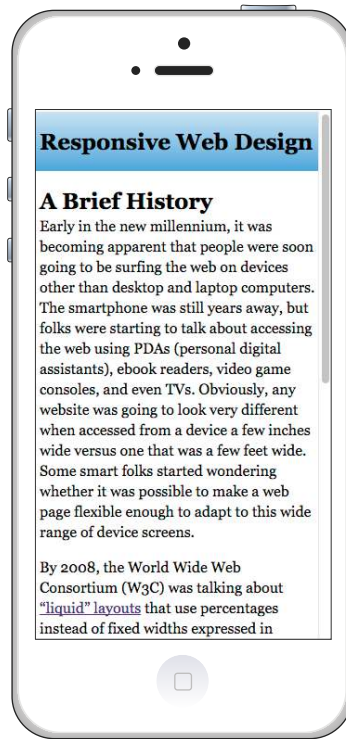 Responsive Web Design
A Brief History
Early in the new millennium, it was
becoming apparent that people were soon
going to be surfing the web on devices
other than desktop and laptop computers.
The smartphone was still years away, but
folks were starting to talk about accessing
the web using PDAs (personal digital
assistants), ebook readers, video game
consoles, and even TVs. Obviously, any
website was going to look very different
when accessed from a device a few inches
wide versus one that was a few feet wide.
Some smart folks started wondering
whether it was possible to make a web
page flexible enough to adapt to this wide
range of device screens.
By 2008, the World Wide Web
Consortium (W3C) was talking about
“liquid” layouts that use percentages
instead of fixed widths expressed in